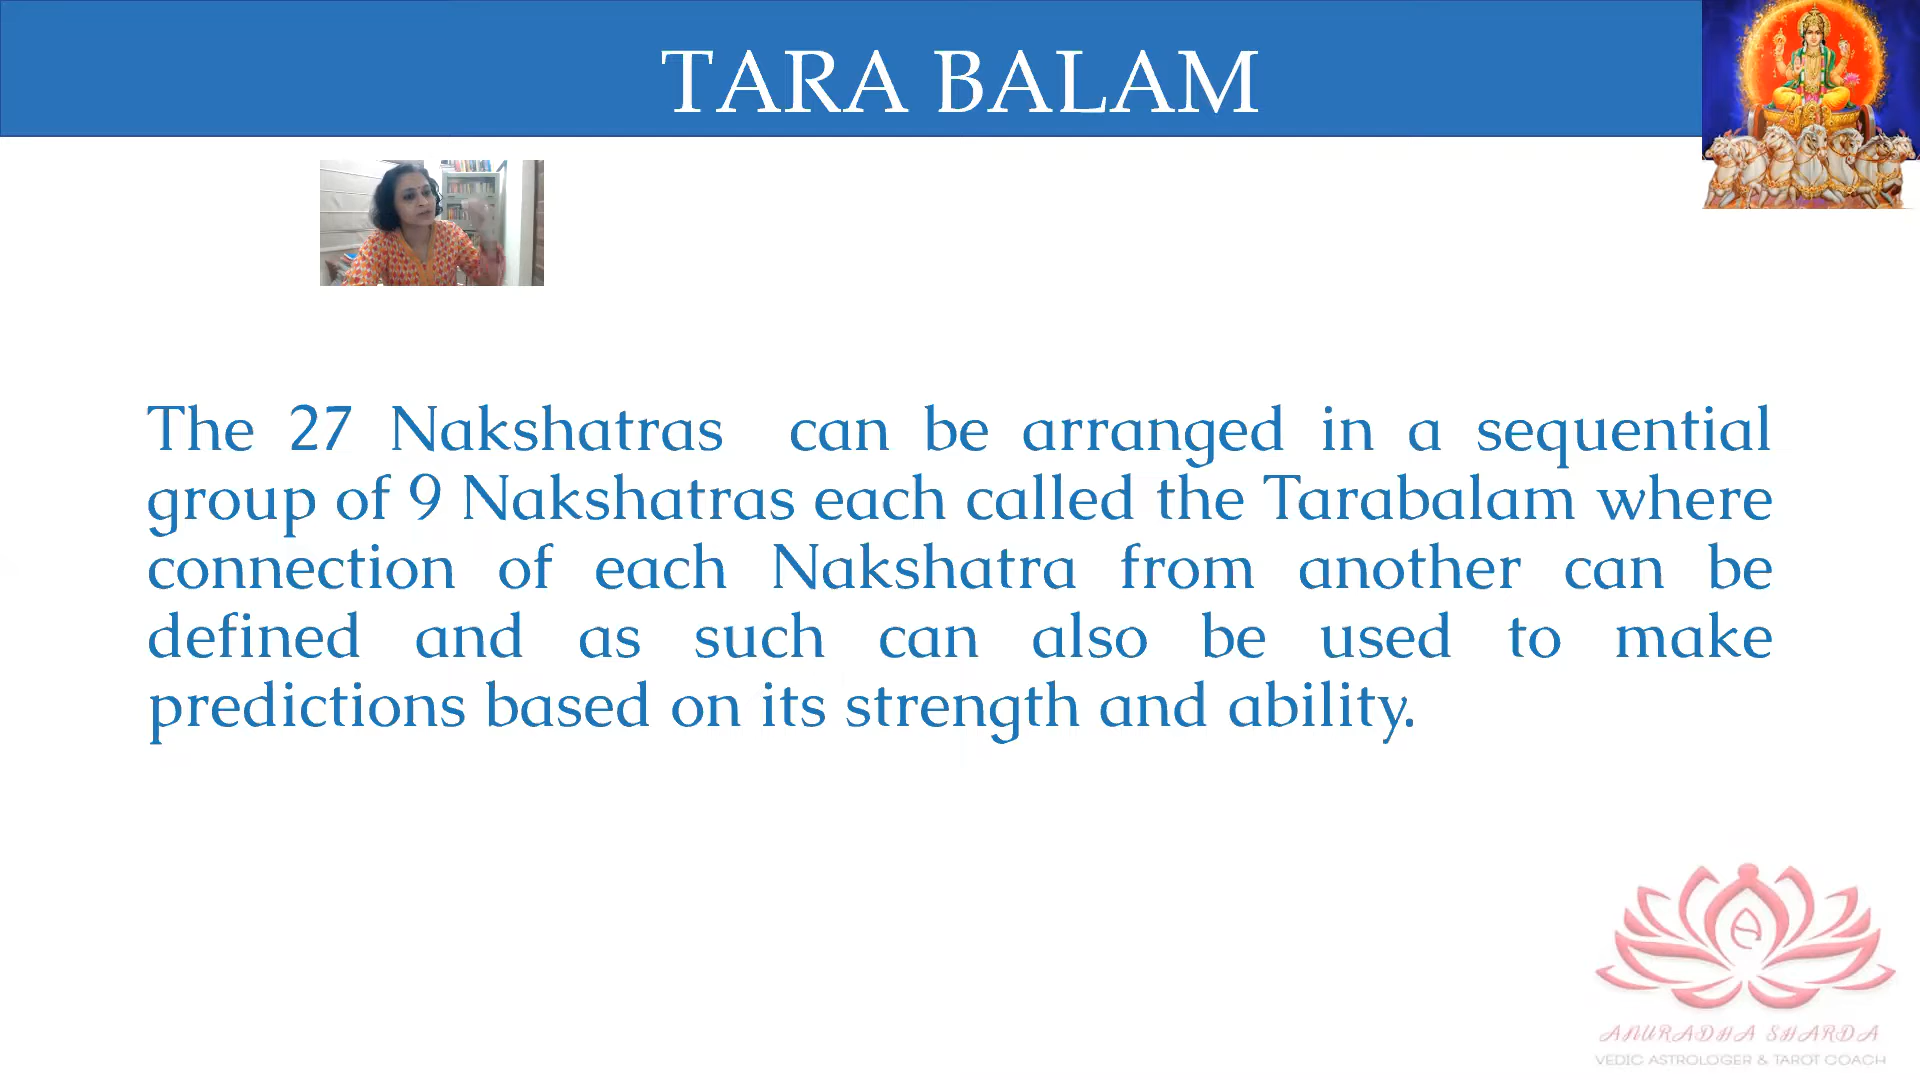 TARA BALAM
The 27 Nakshatras can be arranged in a sequential
group of 9 Nakshatras each called the Tarabalam where
connection of each Nakshatra from another can be
defined and as such can also be used to make
predictions based on its strength and ability.
ANURADHA SHARDA
VEDIC ASTROLOGER & TAROT COACH